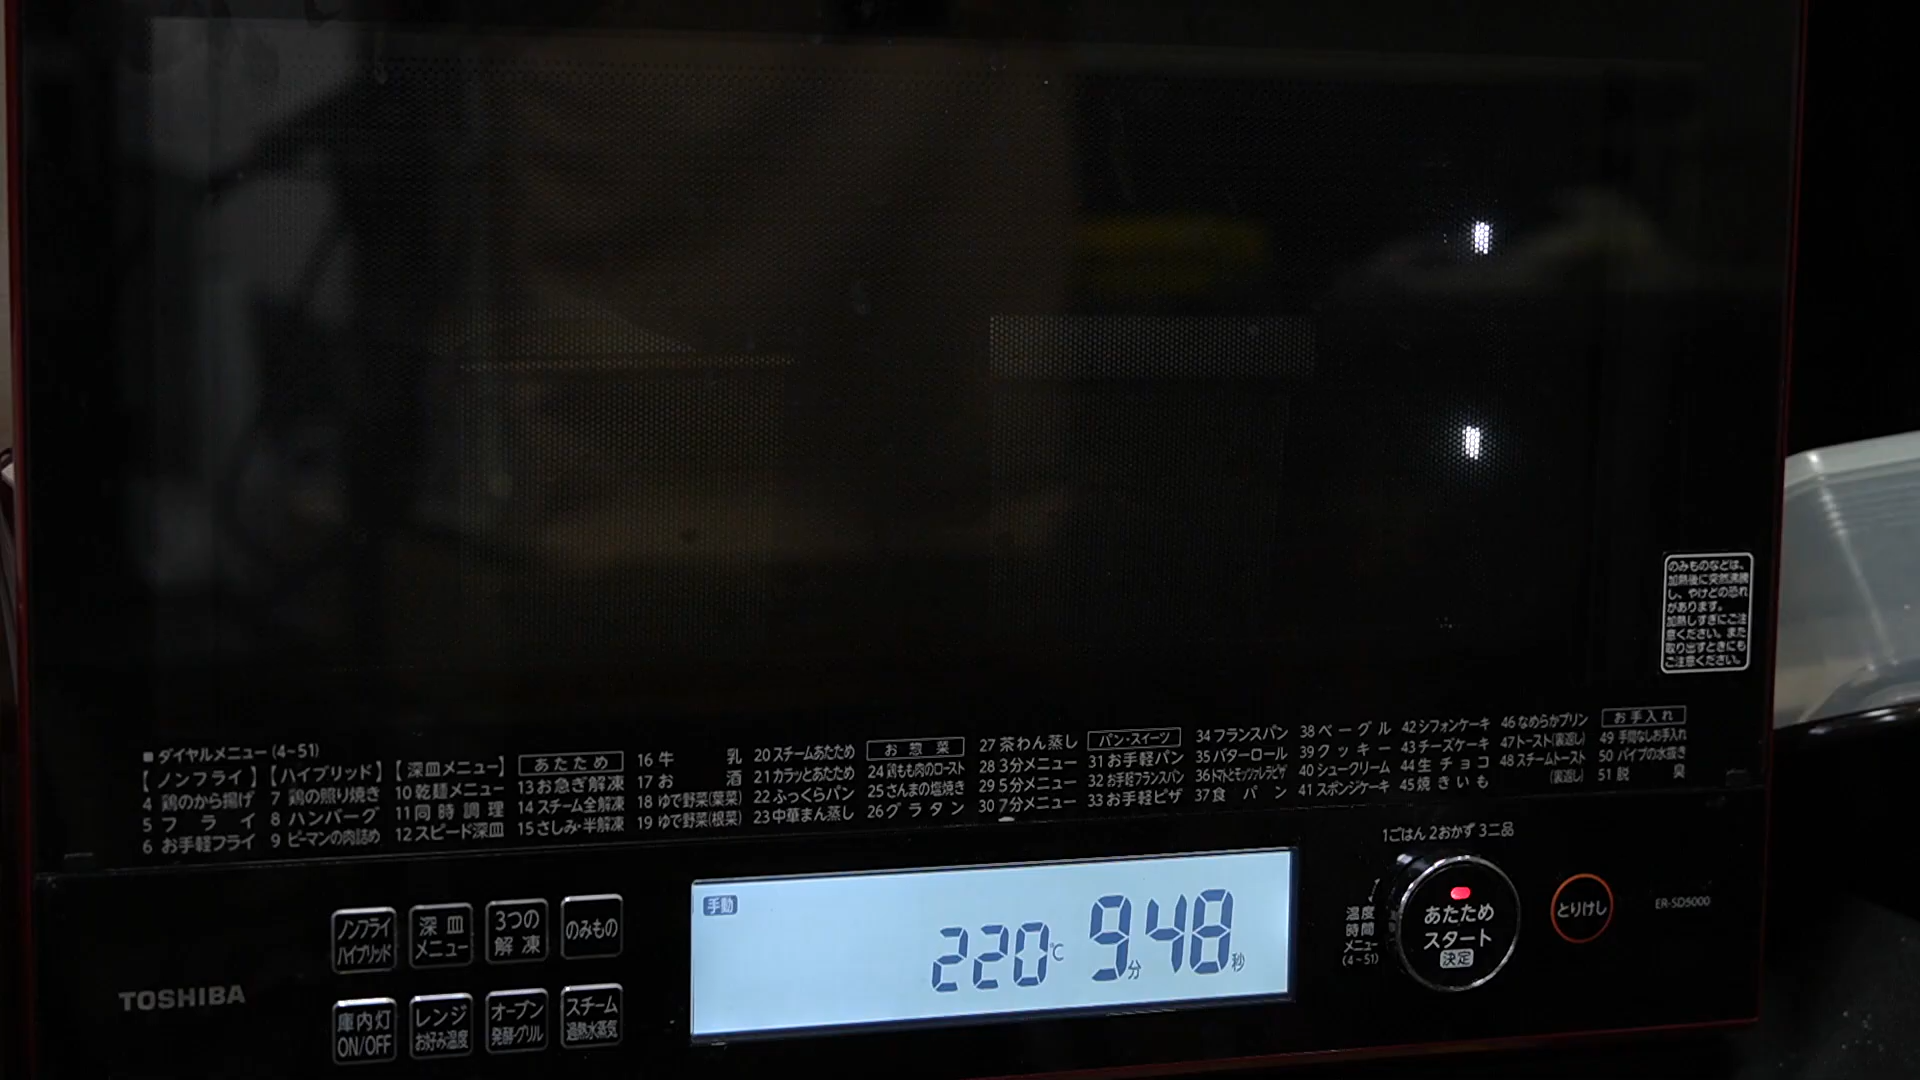 のみものなどは、
加熱後に突然沸騰
し、やけどの恐れ
があります。
加熱しすぎにご注
意ください。また
取り出すときにも
ご注意ください。
■ ダイヤルメニュー (4~51)
【ノンフライ】
4 鶏のから揚げ
5 フライ
6 お手軽フライ
【ハイブリッド】
7 鶏の照り焼き
8 ハンバーグ
9 ピーマンの肉詰め
【深皿メニュー】
10 乾麺メニュー
11 同時調理
12 スピード深皿
あたため
13 お急ぎ解凍
14 スチーム全解凍
15 さしみ・半解凍
16 牛乳
17 お酒
18 ゆで野菜(葉菜)
19 ゆで野菜(根菜)
20 スチームあたため
21 カラッとあたため
22 ふっくらパン
23 中華まん蒸し
お惣菜
24 鶏もも肉のロースト
25 さんまの塩焼き
26 グラタン
27 茶わん蒸し
28 3分メニュー
29 5分メニュー
30 7分メニュー
パン・スイーツ
31 お手軽パン
32 お手軽フランスパン
33 お手軽ピザ
34 フランスパン
35 バターロール
36 トマトとモッツァレラピザ
37 食パン
38 ベーグル
39 クッキー
40 シュークリーム
41 スポンジケーキ
42 シフォンケーキ
43 チーズケーキ
44 生チョコ
45 焼きいも
46 なめらかプリン
47 トースト(裏返し)
48 スチームトースト
(裏返し)
お手入れ
49 手間なしお手入れ
50 パイプの水抜き
51 脱臭
1ごはん 2おかず 3二品
ノンフライ
ハイブリッド
深皿
メニュー
3つの
解凍
のみもの
庫内灯
ON/OFF
レンジ
お好み温度
オーブン
発酵・グリル
スチーム
過熱水蒸気
TOSHIBA
手動
220℃ 9分48秒
温度
時間
メニュー
(4~51)
あたため
スタート
決定
とりけし
ER-SD5000